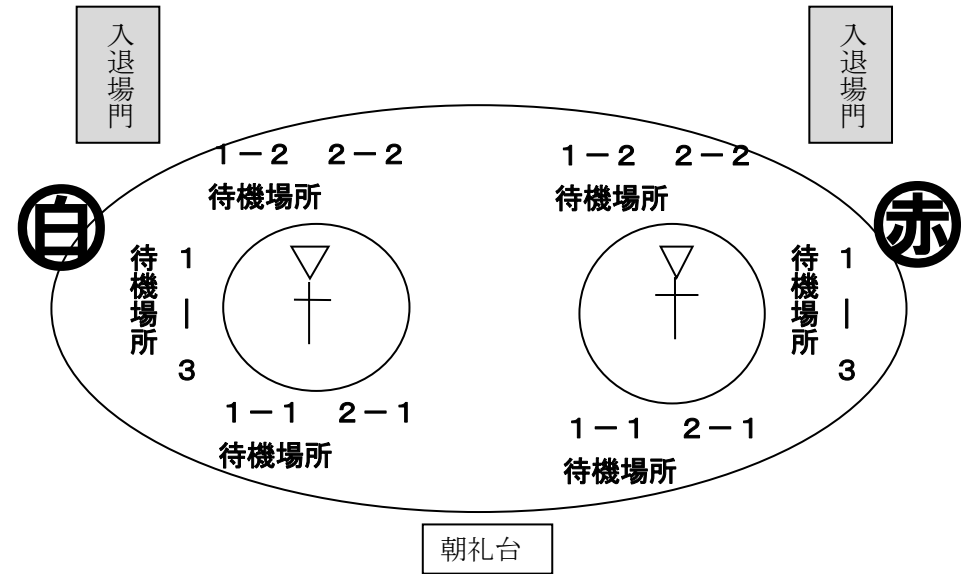 入退場門
入退場門
１－２　２－２
待機場所
１－２　２－２
待機場所
白
赤
待機場所
１－３
待機場所
１－３
１－１　２－１
待機場所
１－１　２－１
待機場所
朝礼台